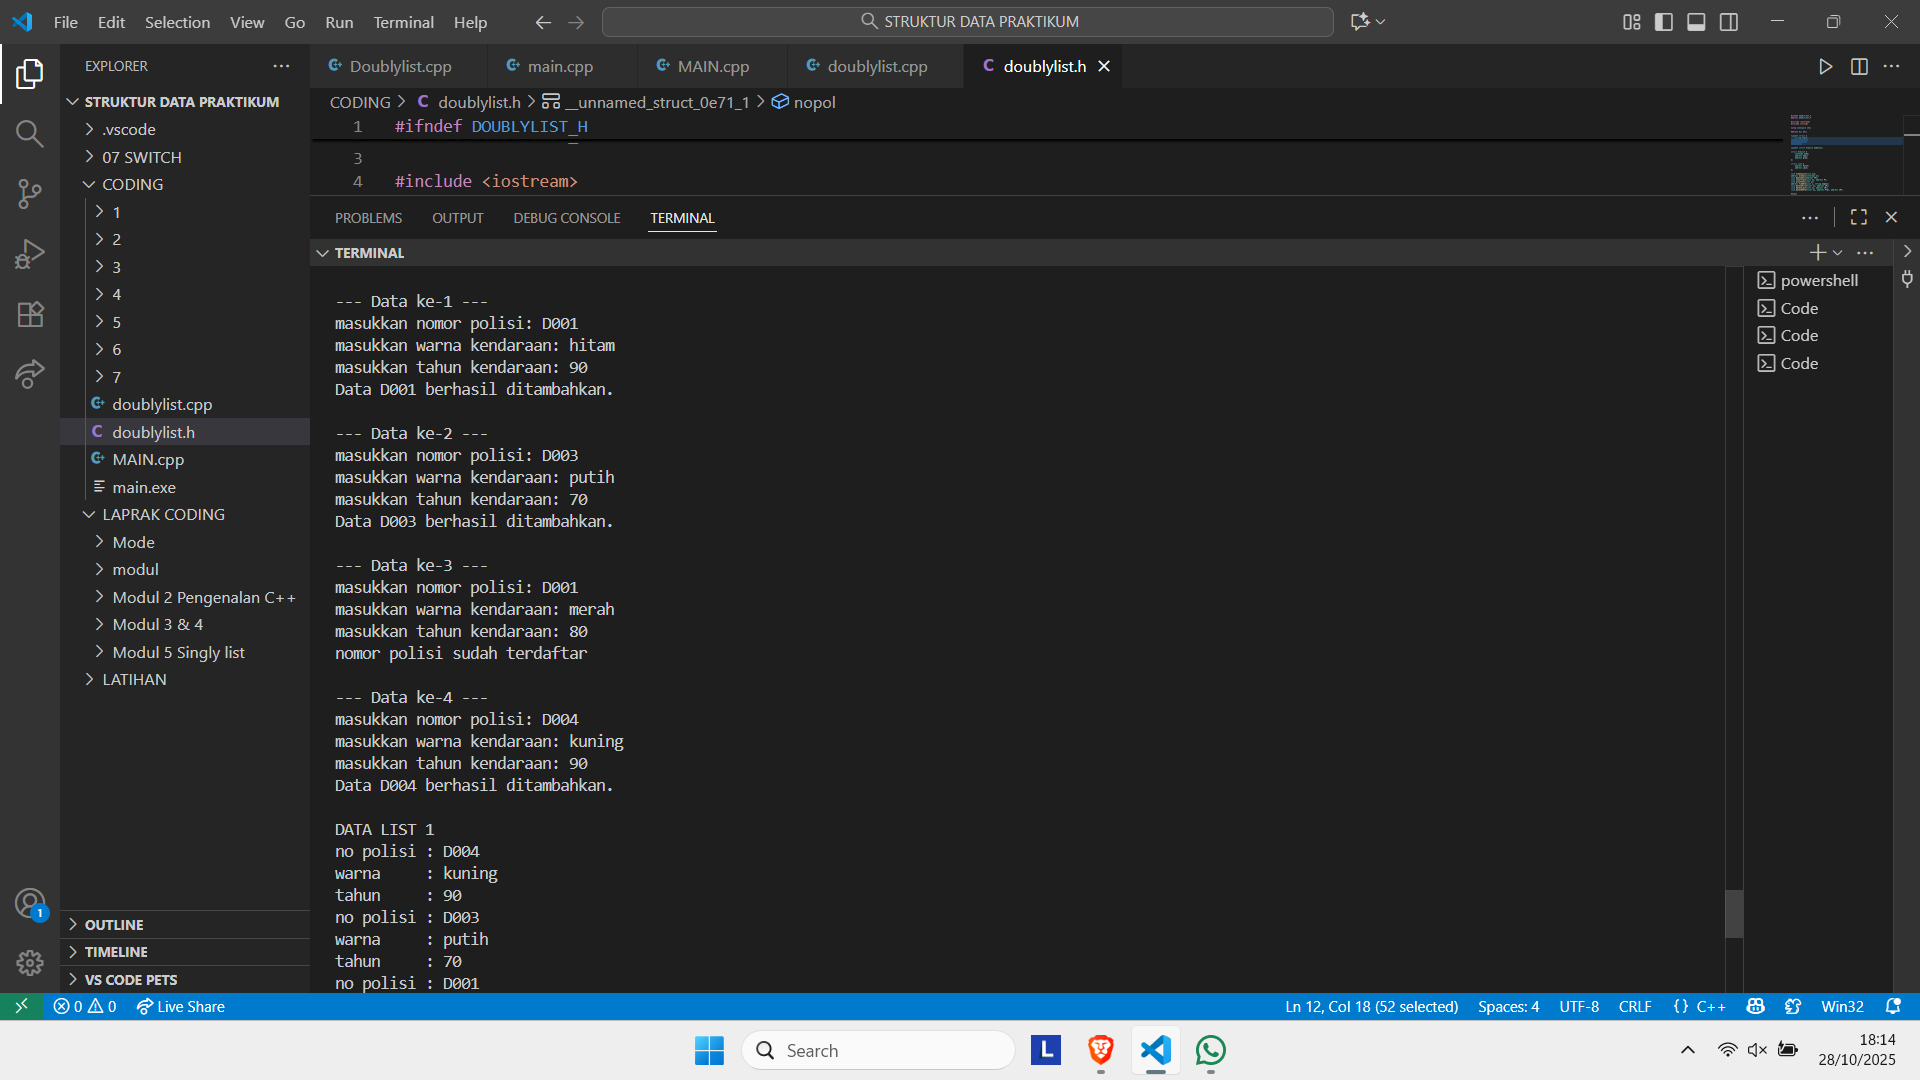 File Edit Selection View Go Run Terminal Help
STRUKTUR DATA PRAKTIKUM
EXPLORER
STRUKTUR DATA PRAKTIKUM
.vscode
07 SWITCH
CODING
1
2
3
4
5
6
7
doublylist.cpp
doublylist.h
MAIN.cpp
main.exe
LAPRAK CODING
Mode
modul
Modul 2 Pengenalan C++
Modul 3 & 4
Modul 5 Singly list
LATIHAN
OUTLINE
TIMELINE
VS CODE PETS
1
Doublylist.cpp main.cpp MAIN.cpp doublylist.cpp C doublylist.h
CODING > C doublylist.h > __unnamed_struct_0e71_1 > nopol
1 #ifndef DOUBLYLIST_H
3
4 #include <iostream>
PROBLEMS OUTPUT DEBUG CONSOLE TERMINAL
TERMINAL
--- Data ke-1 ---
masukkan nomor polisi: D001
masukkan warna kendaraan: hitam
masukkan tahun kendaraan: 90
Data D001 berhasil ditambahkan.
--- Data ke-2 ---
masukkan nomor polisi: D003
masukkan warna kendaraan: putih
masukkan tahun kendaraan: 70
Data D003 berhasil ditambahkan.
--- Data ke-3 ---
masukkan nomor polisi: D001
masukkan warna kendaraan: merah
masukkan tahun kendaraan: 80
nomor polisi sudah terdaftar
--- Data ke-4 ---
masukkan nomor polisi: D004
masukkan warna kendaraan: kuning
masukkan tahun kendaraan: 90
Data D004 berhasil ditambahkan.
DATA LIST 1
no polisi : D004
warna     : kuning
tahun     : 90
no polisi : D003
warna     : putih
tahun     : 70
no polisi : D001
powershell
Code
Code
Code
0 0 Live Share
Ln 12, Col 18 (52 selected) Spaces: 4 UTF-8 CRLF {} C++ Win32
Search
L
18:14
28/10/2025